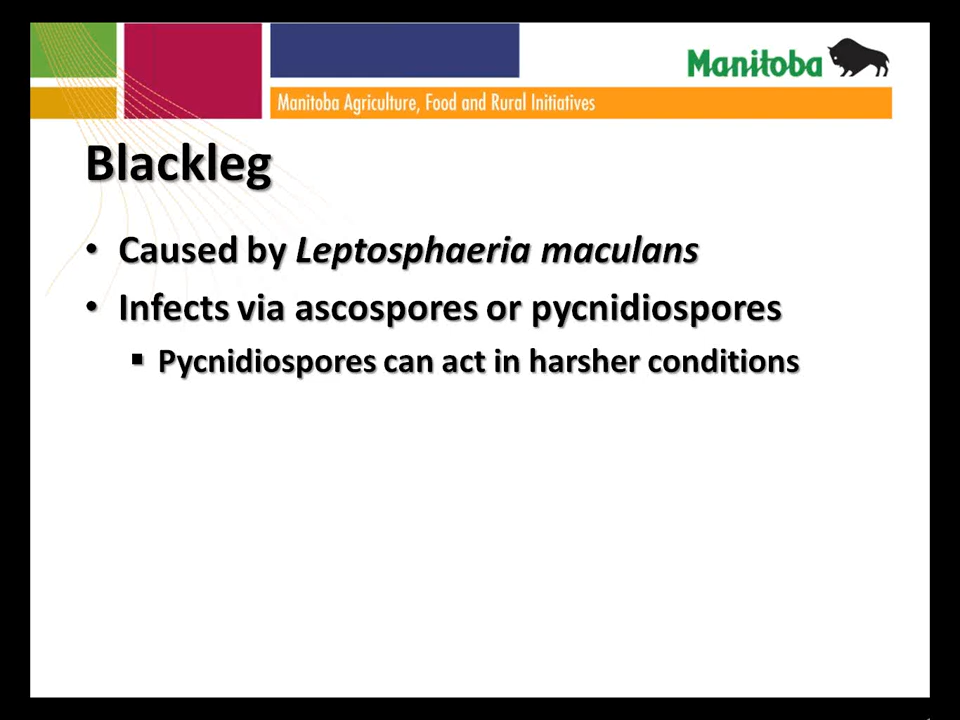 Manitoba
Manitoba Agriculture, Food and Rural Initiatives
Blackleg
• Caused by Leptosphaeria maculans
• Infects via ascospores or pycnidiospores
▪ Pycnidiospores can act in harsher conditions